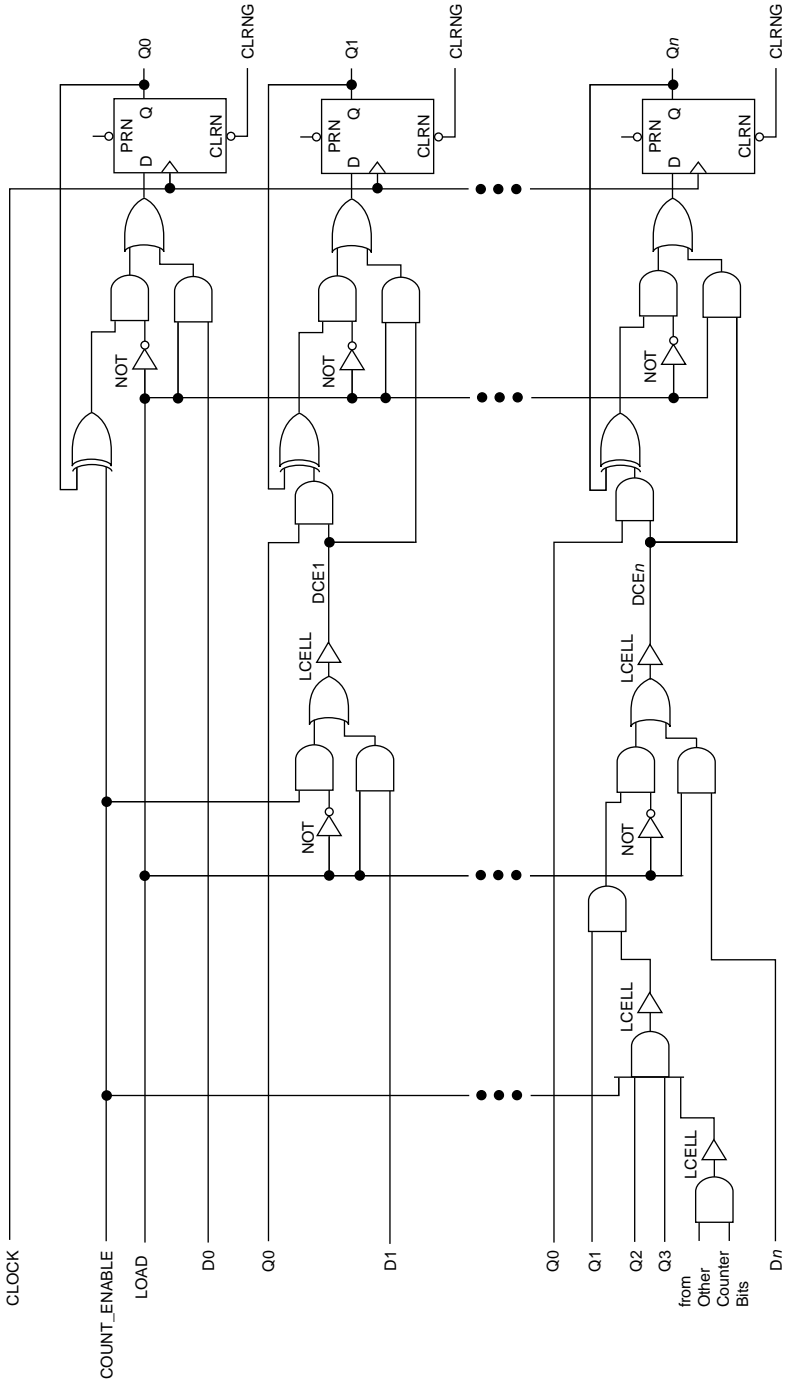 CLOCK
COUNT_ENABLE
LOAD
D0
NOT
PRN
D
Q
CLRN
Q0
CLRNG
Q0
D1
NOT
LCELL
DCE1
NOT
PRN
D
Q
CLRN
Q1
CLRNG
Q0
Q1
Q2
Q3
from
Other
Counter
Bits
Dn
LCELL
LCELL
NOT
LCELL
DCEn
NOT
PRN
D
Q
CLRN
Qn
CLRNG